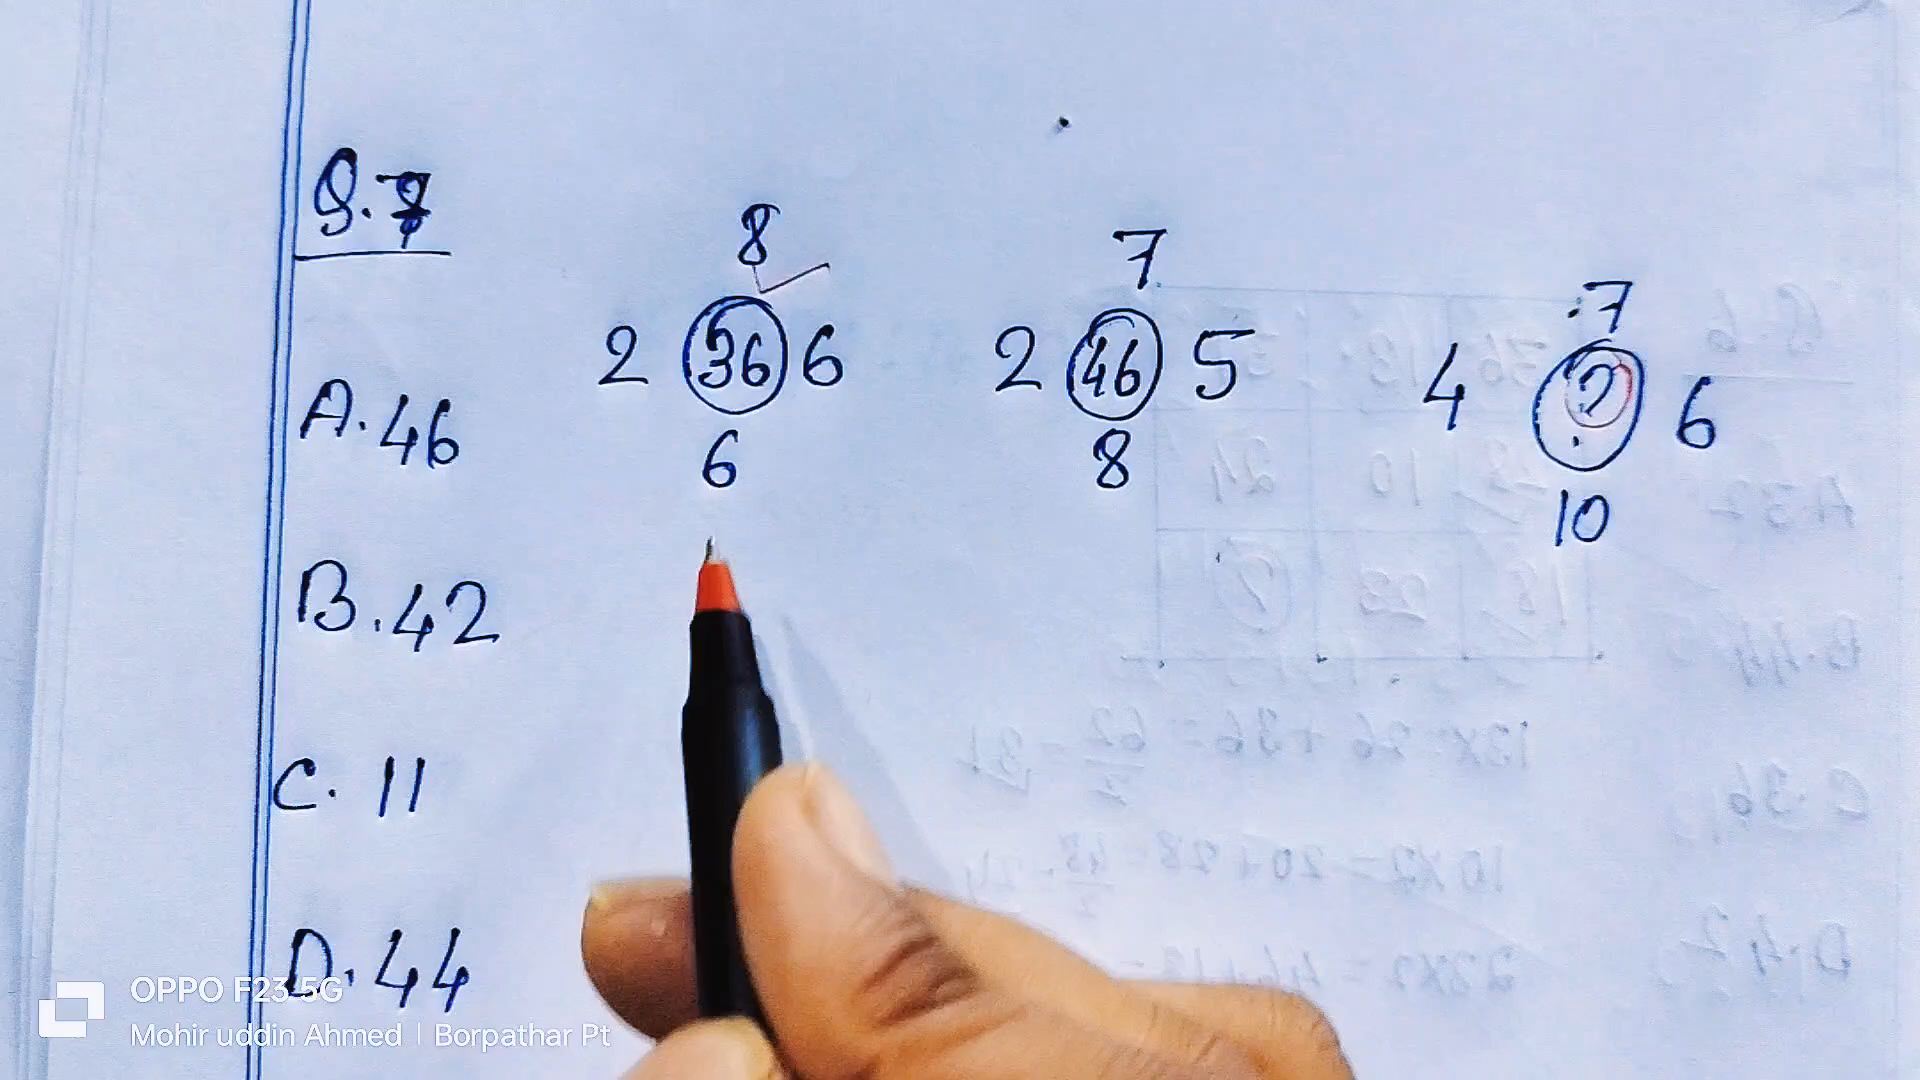 Q.7
8
7
7
2 36 6
2 46 5
4 ? 6
6
8
10
A. 46
B. 42
C. 11
D. 44
OPPO F23 5G
Mohir uddin Ahmed | Borpathar Pt